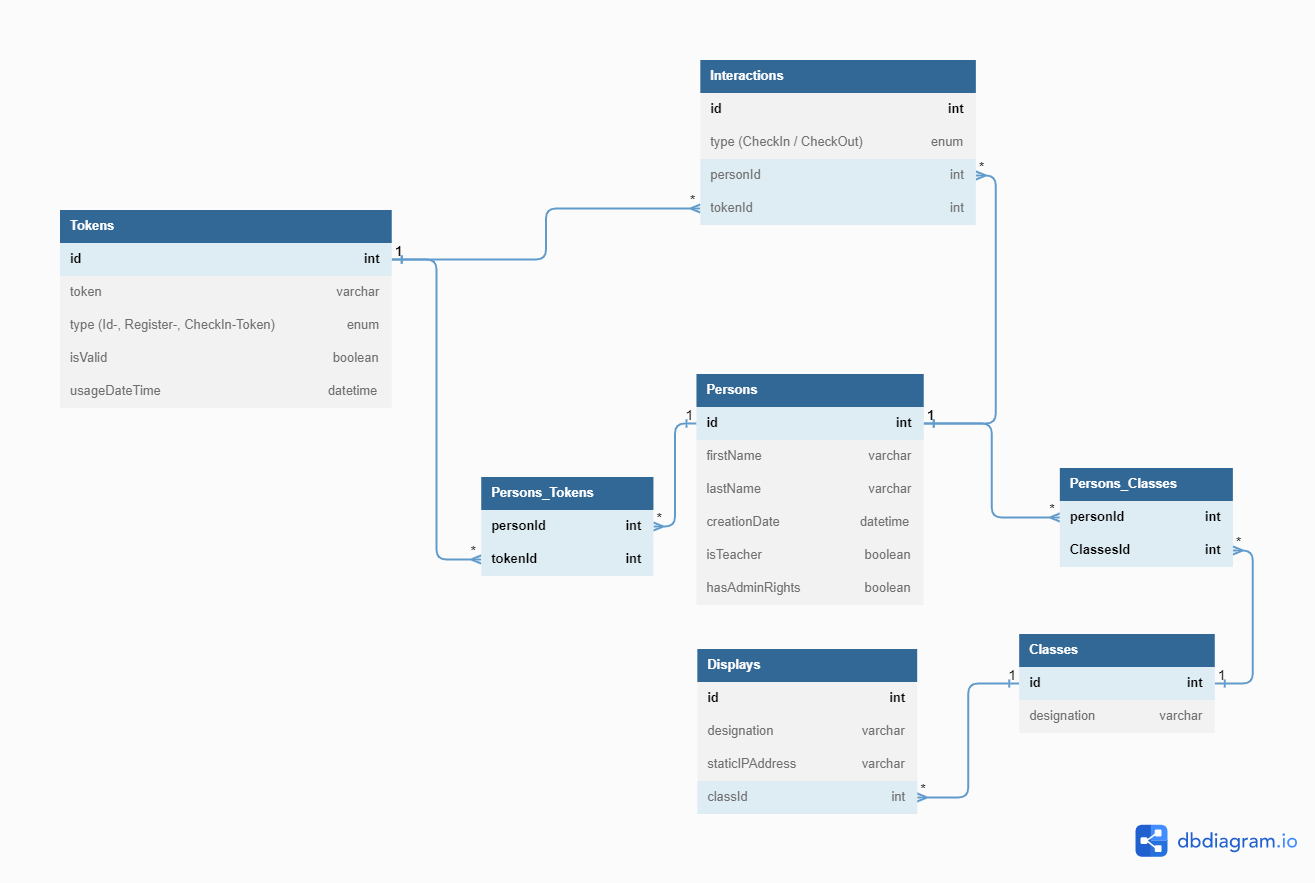 Interactions
id int
type (CheckIn / CheckOut) enum
personId int
*
tokenId int
*
Tokens
id int
1
token varchar
type (Id-, Register-, CheckIn-Token) enum
isValid boolean
usageDateTime datetime
Persons
1 id int 1
firstName varchar
lastName varchar
creationDate datetime
isTeacher boolean
hasAdminRights boolean
Persons_Tokens
personId int
*
tokenId int
*
Persons_Classes
personId int
*
ClassesId int
*
Displays
id int
designation varchar
staticIPAddress varchar
classId int
*
Classes
1 id int 1
designation varchar
dbdiagram.io